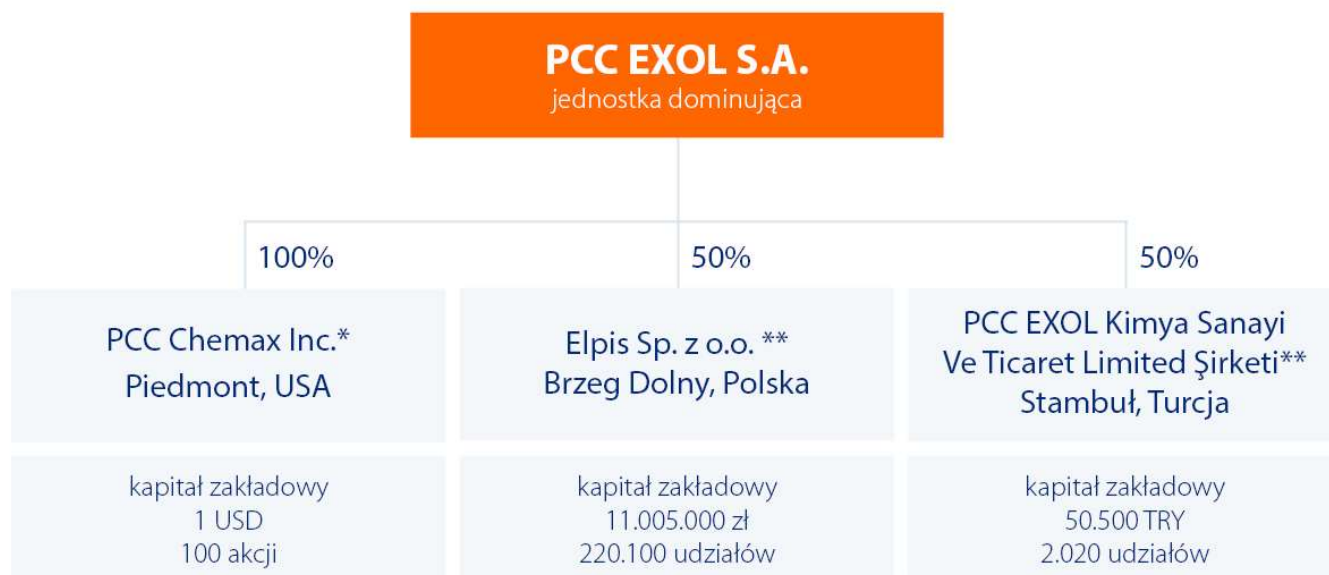 PCC EXOL S.A.
jednostka dominująca
100%
50%
50%
PCC Chemax Inc.*
Piedmont, USA
Elpis Sp. z o.o. **
Brzeg Dolny, Polska
PCC EXOL Kimya Sanayi
Ve Ticaret Limited Şirketi**
Stambuł, Turcja
kapitał zakładowy
1 USD
100 akcji
kapitał zakładowy
11.005.000 zł
220.100 udziałów
kapitał zakładowy
50.500 TRY
2.020 udziałów